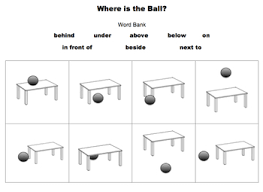 Where is the Ball?
Word Bank
behind under above below on
in front of beside next to